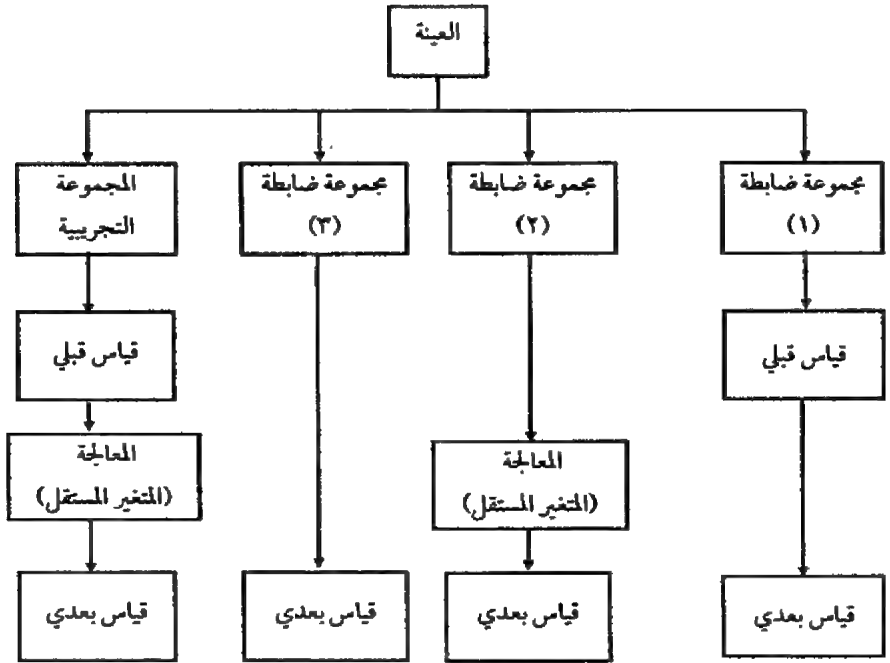 العينة
مجموعة ضابطة
(١)
مجموعة ضابطة
(٢)
مجموعة ضابطة
(٣)
المجموعة
التجريبية
قياس قبلي
قياس قبلي
المعالجة
(المتغير المستقل)
المعالجة
(المتغير المستقل)
قياس بعدي
قياس بعدي
قياس بعدي
قياس بعدي